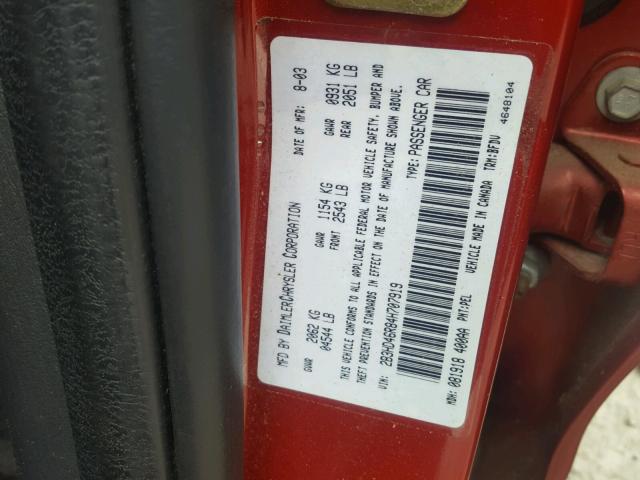 MFD BY DAIMLERCHRYSLER CORPORATION DATE OF MFR: 8-03
GVWR 2062 KG 04544 LB GAWR FRONT 1154 KG 2543 LB GAWR REAR 0931 KG 2051 LB
THIS VEHICLE CONFORMS TO ALL APPLICABLE FEDERAL MOTOR VEHICLE SAFETY, BUMPER AND
THEFT PREVENTION STANDARDS IN EFFECT ON THE DATE OF MANUFACTURE SHOWN ABOVE.
VIN: 2B3HD46R84H707919 TYPE: PASSENGER CAR
MDH: 081918 400AA PNT: PEL VEHICLE MADE IN CANADA TRM: BFDV
4648104